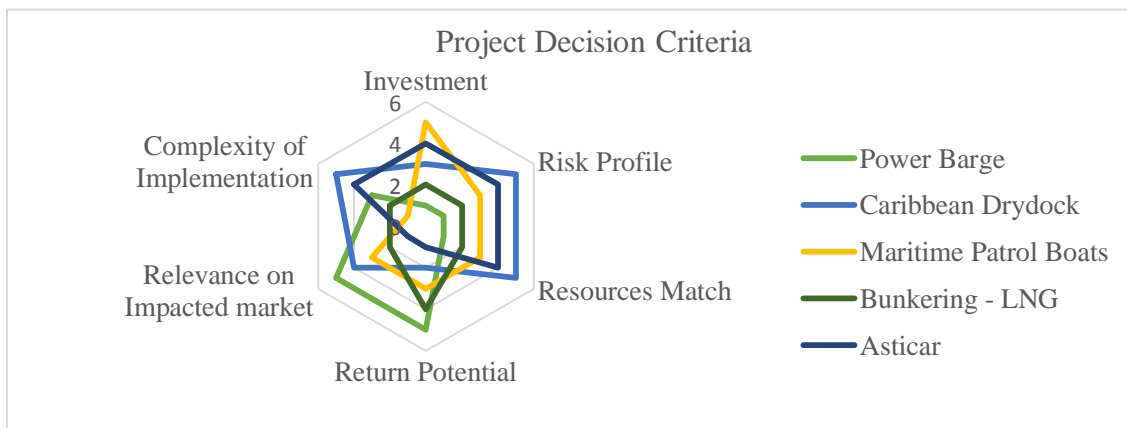 Project Decision Criteria
Investment
6
4
2
0
Complexity of
Implementation
Risk Profile
Relevance on
Impacted market
Resources Match
Return Potential
Power Barge
Caribbean Drydock
Maritime Patrol Boats
Bunkering - LNG
Asticar